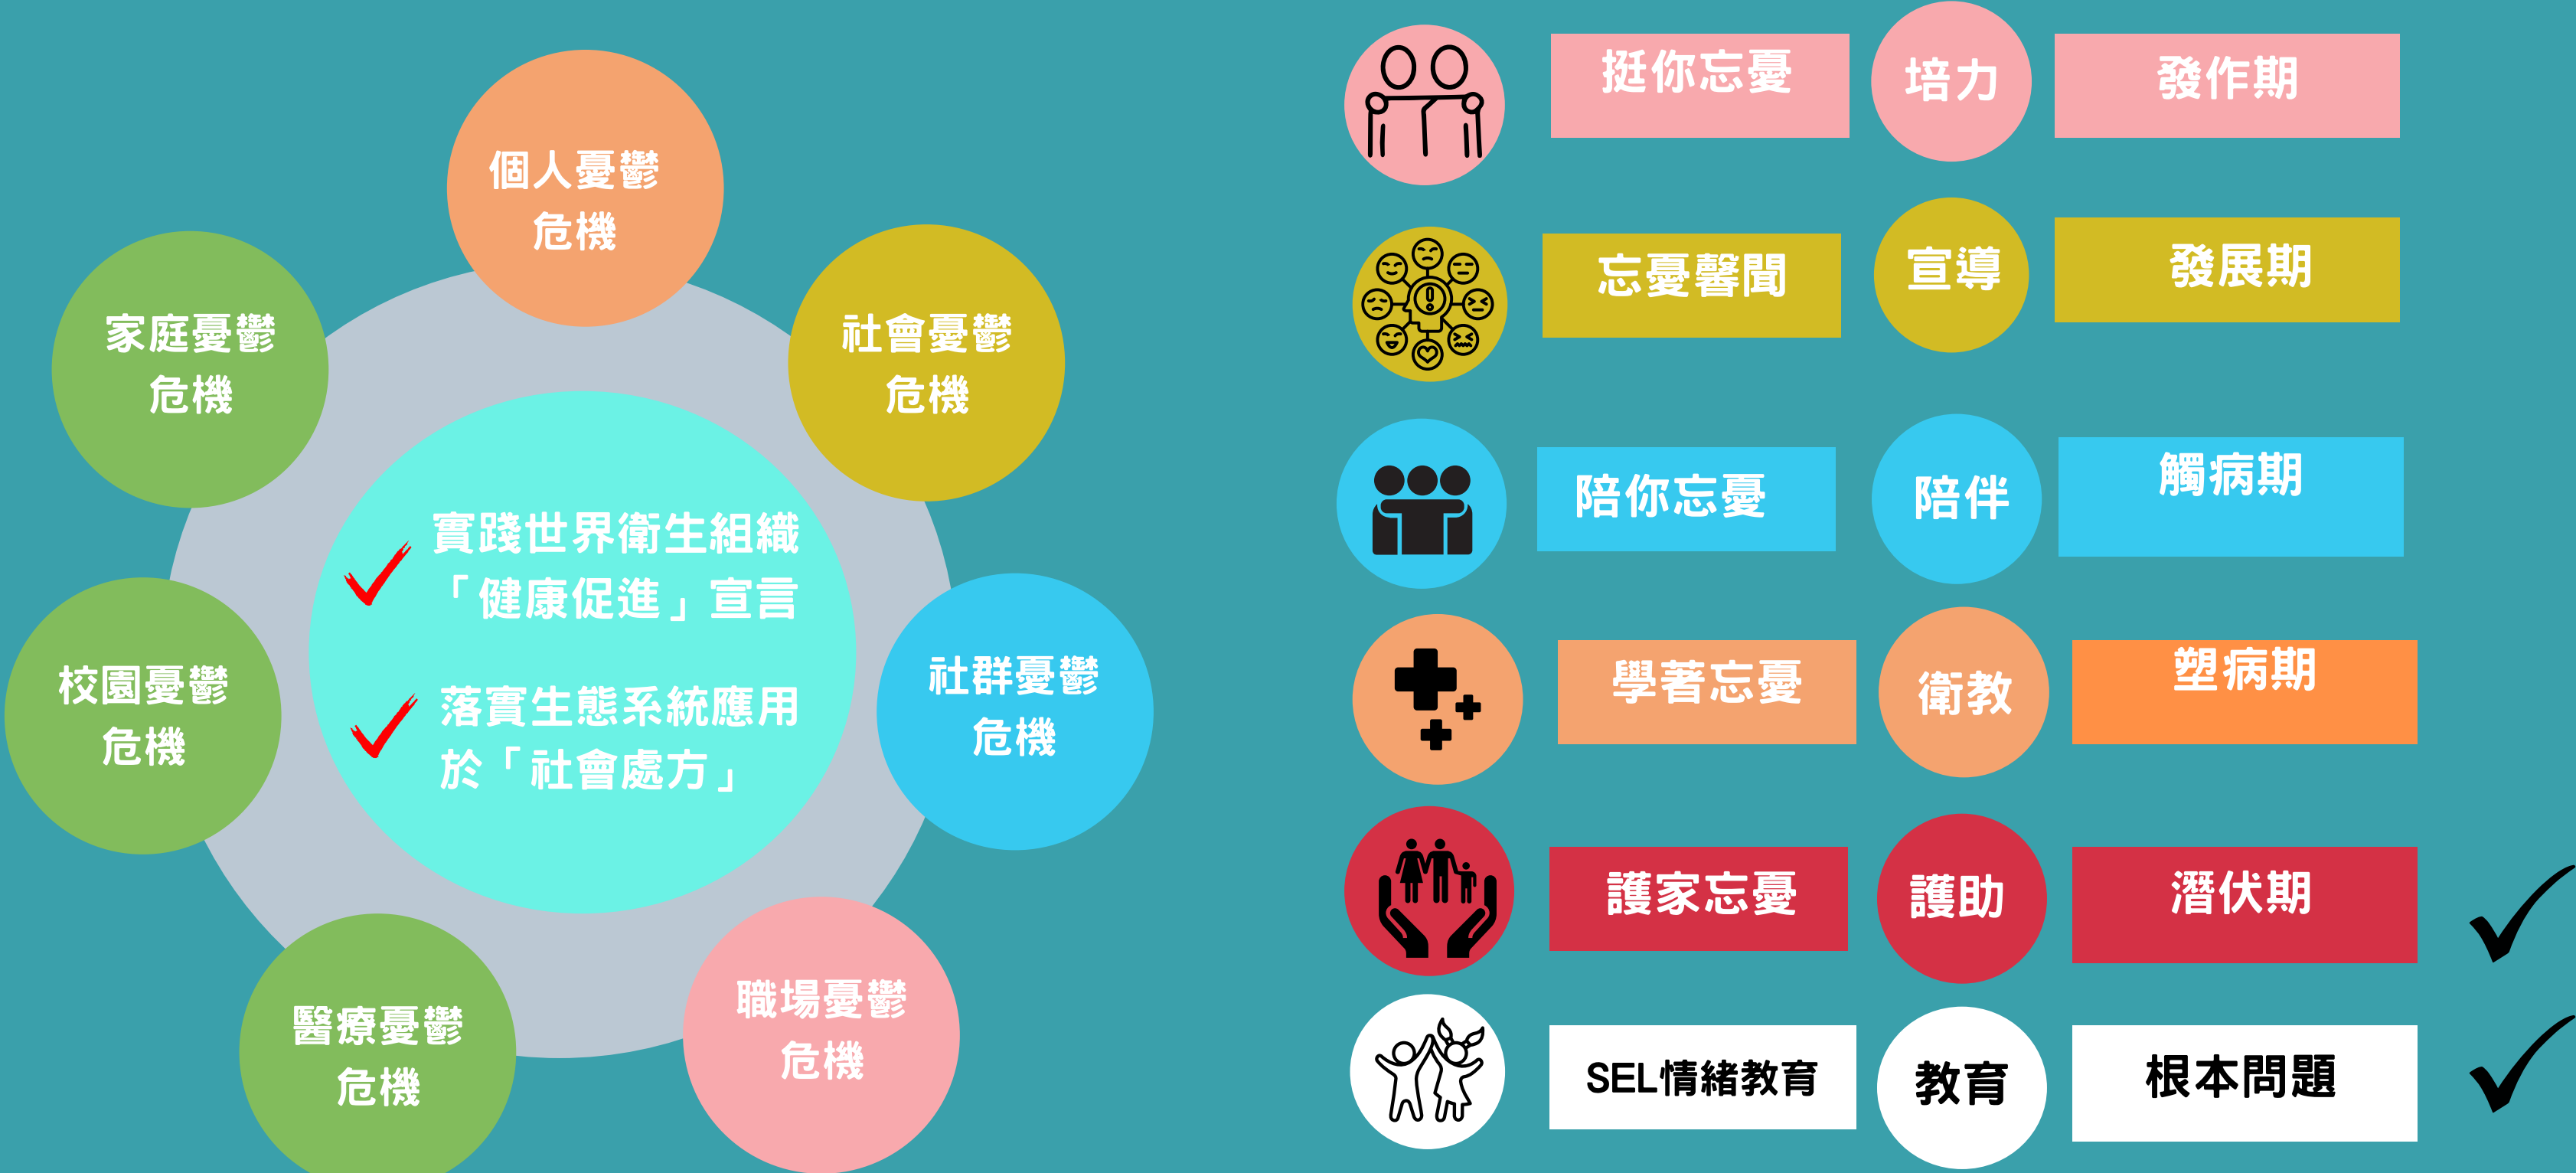 個人憂鬱
危機
社會憂鬱
危機
社群憂鬱
危機
職場憂鬱
危機
醫療憂鬱
危機
校園憂鬱
危機
家庭憂鬱
危機
實踐世界衛生組織
「健康促進」宣言
落實生態系統應用
於「社會處方」
挺你忘憂
培力
發作期
忘憂馨聞
宣導
發展期
陪你忘憂
陪伴
觸病期
學著忘憂
衛教
塑病期
護家忘憂
護助
潛伏期
SEL情緒教育
教育
根本問題